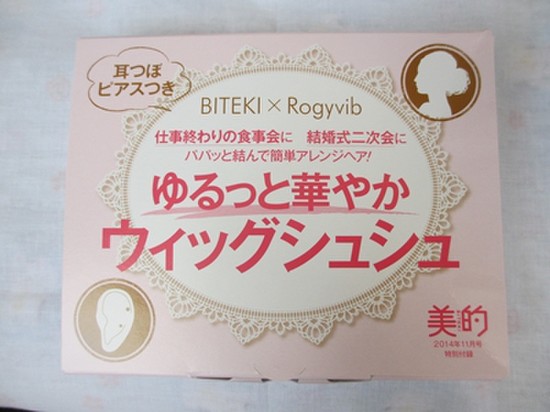 耳つぼ
ピアスつき
BITEKI×Rogyvib
仕事終わりの食事会に 結婚式二次会に
パパッと結んで簡単アレンジヘア!
ゆるっと華やか
ウィッグシュシュ
美的
2014年11月号
特別付録